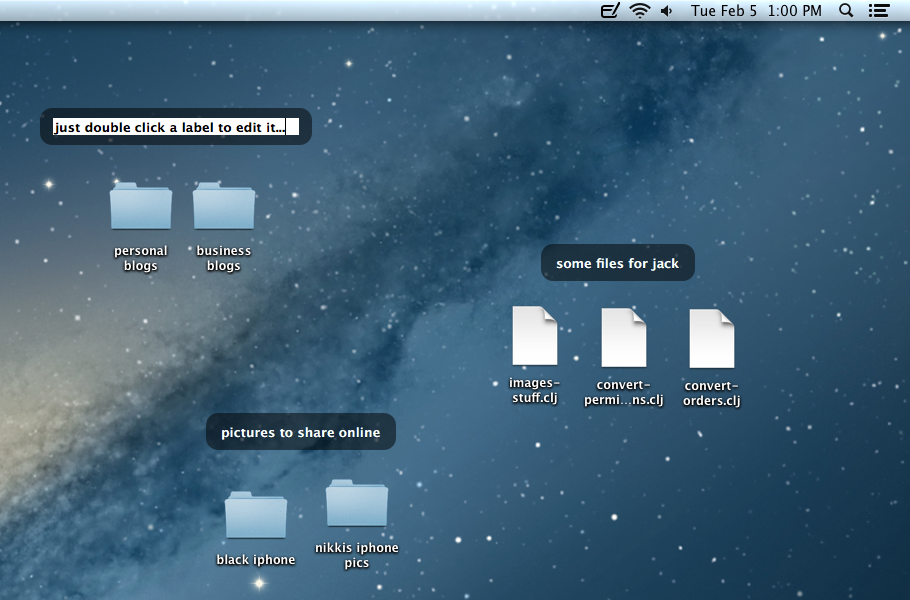 Tue Feb 5 1:00 PM
just double click a label to edit it...
personal
blogs
business
blogs
some files for jack
images-
stuff.clj
convert-
permi...ns.clj
convert-
orders.clj
pictures to share online
black iphone
nikkis iphone
pics